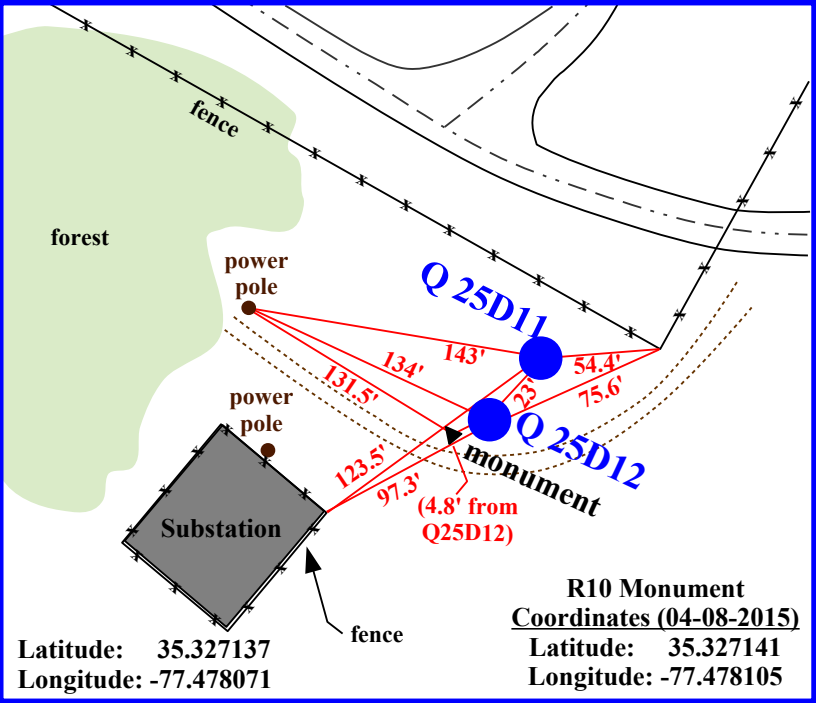 fence
forest
power
pole
Q 25D11
143'
54.4'
134'
75.6'
131.5'
23'
power
pole
Q 25D12
monument
123.5'
97.3'
(4.8' from
Q25D12)
Substation
fence
R10 Monument
Coordinates (04-08-2015)
Latitude: 35.327141
Longitude: -77.478105
Latitude: 35.327137
Longitude: -77.478071